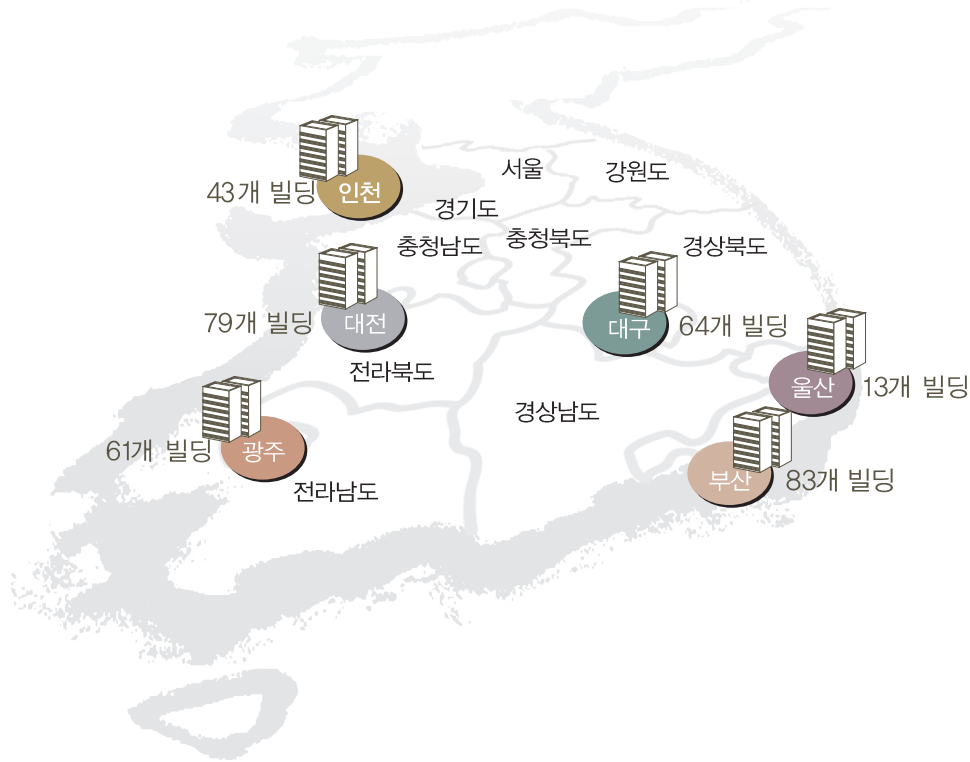 서울
강원도
43개 빌딩
인천
경기도
충청남도
충청북도
경상북도
79개 빌딩
대전
대구
64개 빌딩
전라북도
울산
13개 빌딩
경상남도
61개 빌딩
광주
부산
83개 빌딩
전라남도